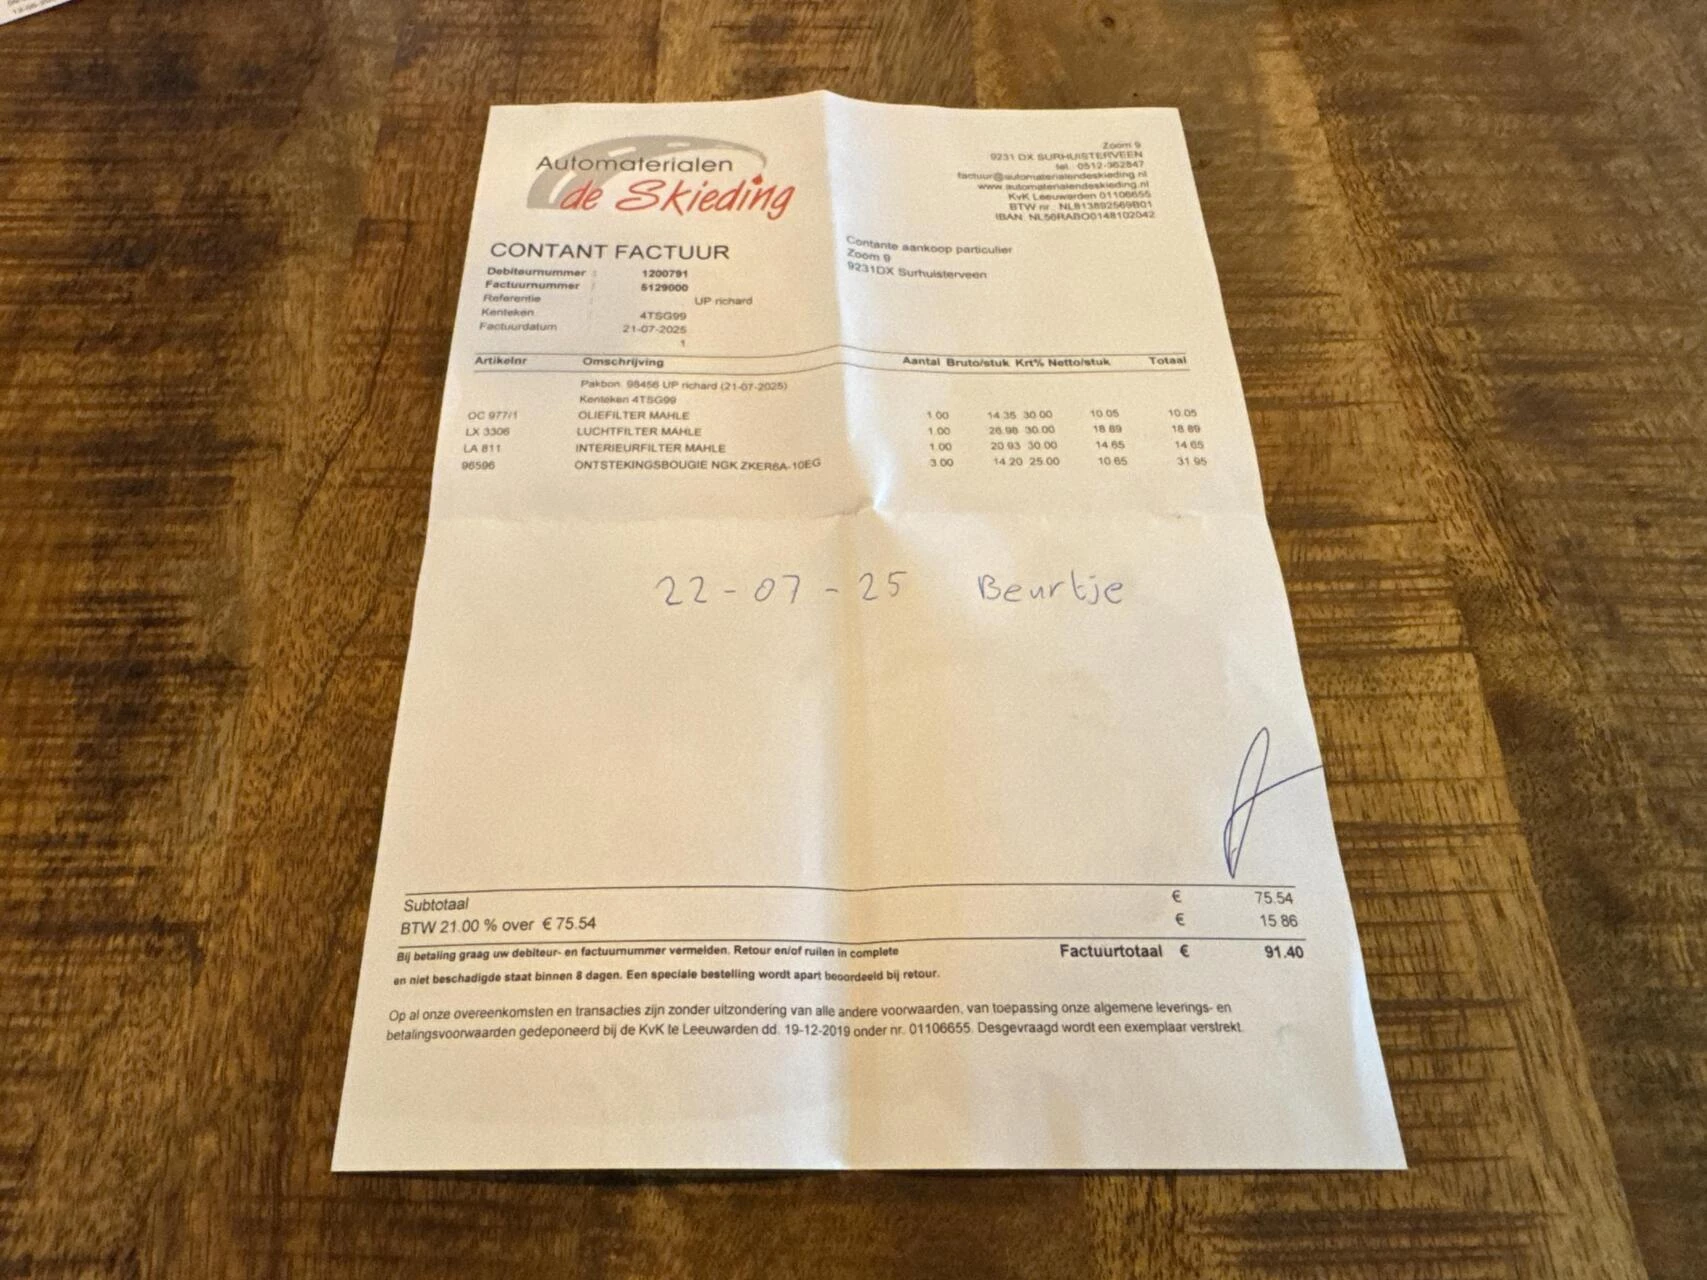 Automaterialen
de Skieding
Zoom 9
9231 DX SURHUISTERVEEN
tel. 0512-362847
factuur@automaterialendeskieding.nl
www.automaterialendeskieding.nl
KvK Leeuwarden 01106655
BTW nr. NL813892569B01
IBAN: NL56RABO0148102042
CONTANT FACTUUR
Debiteurnummer : 1200791
Factuurnummer : 5129000
Referentie : UP richard
Kenteken : 4TSG99
Factuurdatum 21-07-2025
1
Contante aankoop particulier
Zoom 9
9231DX Surhuisterveen
Artikelnr Omschrijving Aantal Bruto/stuk Krt% Netto/stuk Totaal
Pakbon. 98456 UP richard (21-07-2025)
Kenteken 4TSG99
OC 977/1 OLIEFILTER MAHLE 1.00 14.35 30.00 10.05 10.05
LX 3306 LUCHTFILTER MAHLE 1.00 26.98 30.00 18.89 18.89
LA 811 INTERIEURFILTER MAHLE 1.00 20.93 30.00 14.65 14.65
96596 ONTSTEKINGSBOUGIE NGK ZKER6A-10EG 3.00 14.20 25.00 10.65 31.95
22-07-25 Beurtje
Subtotaal € 75.54
BTW 21.00 % over € 75.54 € 15.86
Bij betaling graag uw debiteur- en factuurnummer vermelden. Retour en/of ruilen in complete
en niet beschadigde staat binnen 8 dagen. Een speciale bestelling wordt apart beoordeeld bij retour.
Factuurtotaal € 91.40
Op al onze overeenkomsten en transacties zijn zonder uitzondering van alle andere voorwaarden, van toepassing onze algemene leverings- en
betalingsvoorwaarden gedeponeerd bij de KvK te Leeuwarden dd. 19-12-2019 onder nr. 01106655. Desgevraagd wordt een exemplaar verstrekt.